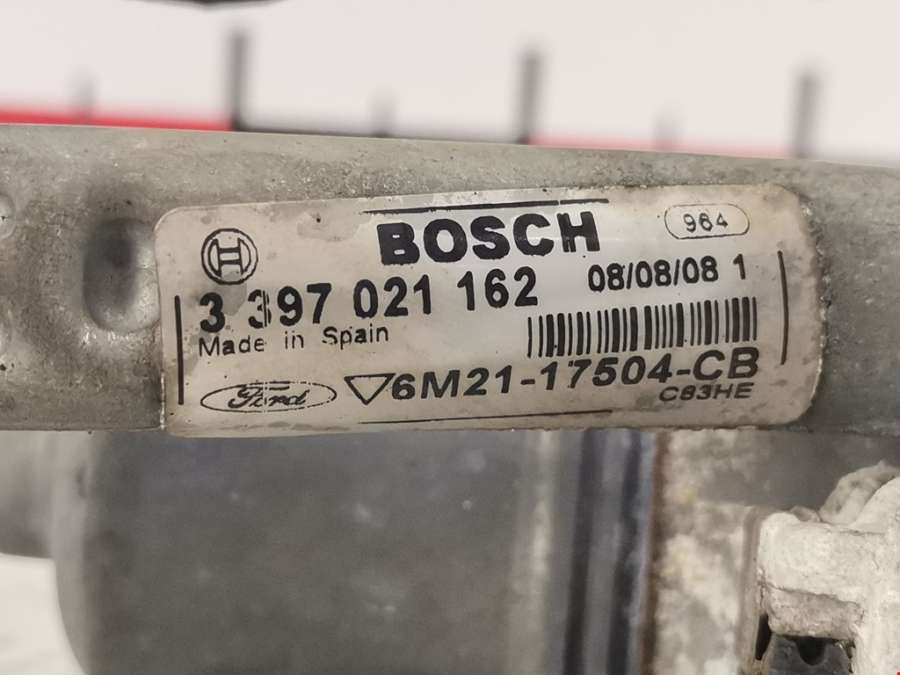 BOSCH
964
3 397 021 162
08/08/08 1
Made in Spain
Ford
6M21-17504-CB
C83HE